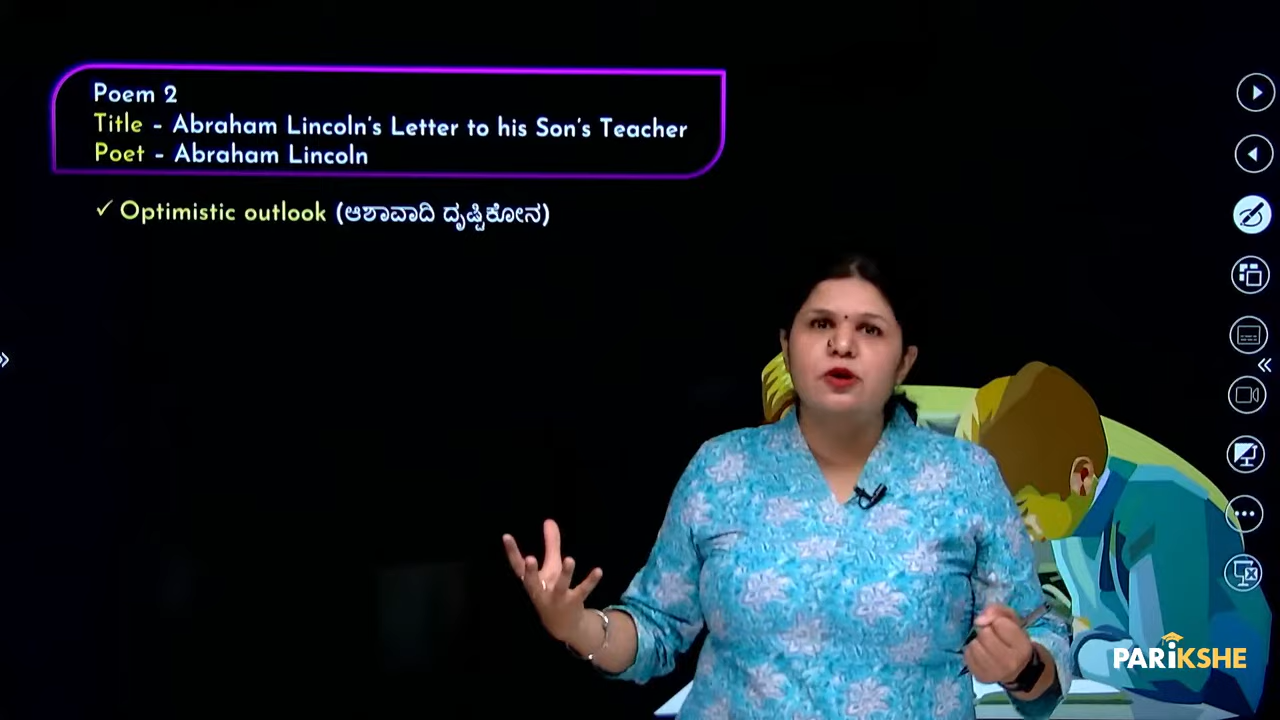 Poem 2
Title - Abraham Lincoln's Letter to his Son's Teacher
Poet - Abraham Lincoln
✓ Optimistic outlook (ಆಶಾವಾದಿ ದೃಷ್ಟಿಕೋನ)
PARIKSHE